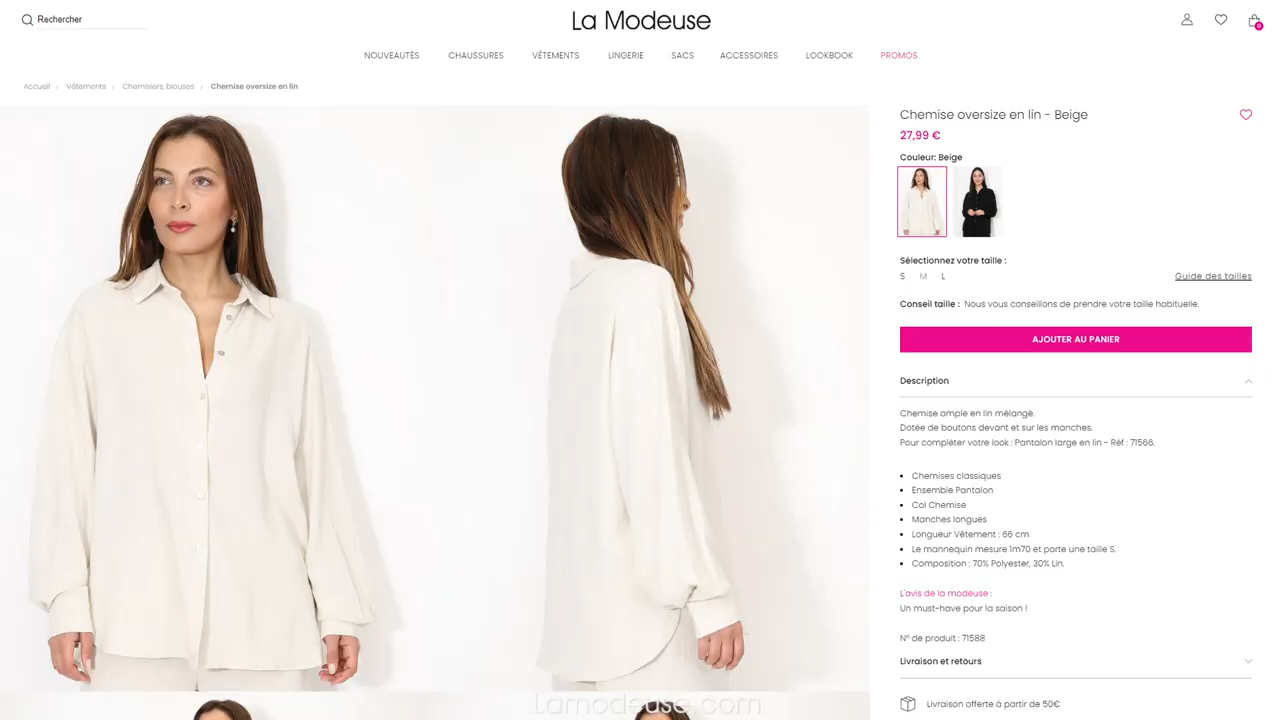 Rechercher
La Modeuse
0
NOUVEAUTÉS CHAUSSURES VÊTEMENTS LINGERIE SACS ACCESSOIRES LOOKBOOK PROMOS
Accueil > Vêtements > Chemisiers, blouses > Chemise oversize en lin
Chemise oversize en lin - Beige
27,99 €
Couleur: Beige
Sélectionnez votre taille :
S M L
Guide des tailles
Conseil taille : Nous vous conseillons de prendre votre taille habituelle.
AJOUTER AU PANIER
Description
Chemise ample en lin mélangé.
Dotée de boutons devant et sur les manches.
Pour compléter votre look : Pantalon large en lin - Réf : 71566.
• Chemises classiques
• Ensemble Pantalon
• Col Chemise
• Manches longues
• Longueur Vêtement : 66 cm
• Le mannequin mesure 1m70 et porte une taille S.
• Composition : 70% Polyester, 30% Lin.
L'avis de la modeuse :
Un must-have pour la saison !
N° de produit : 71588
Livraison et retours
Livraison offerte à partir de 50€
Lamodeuse.com